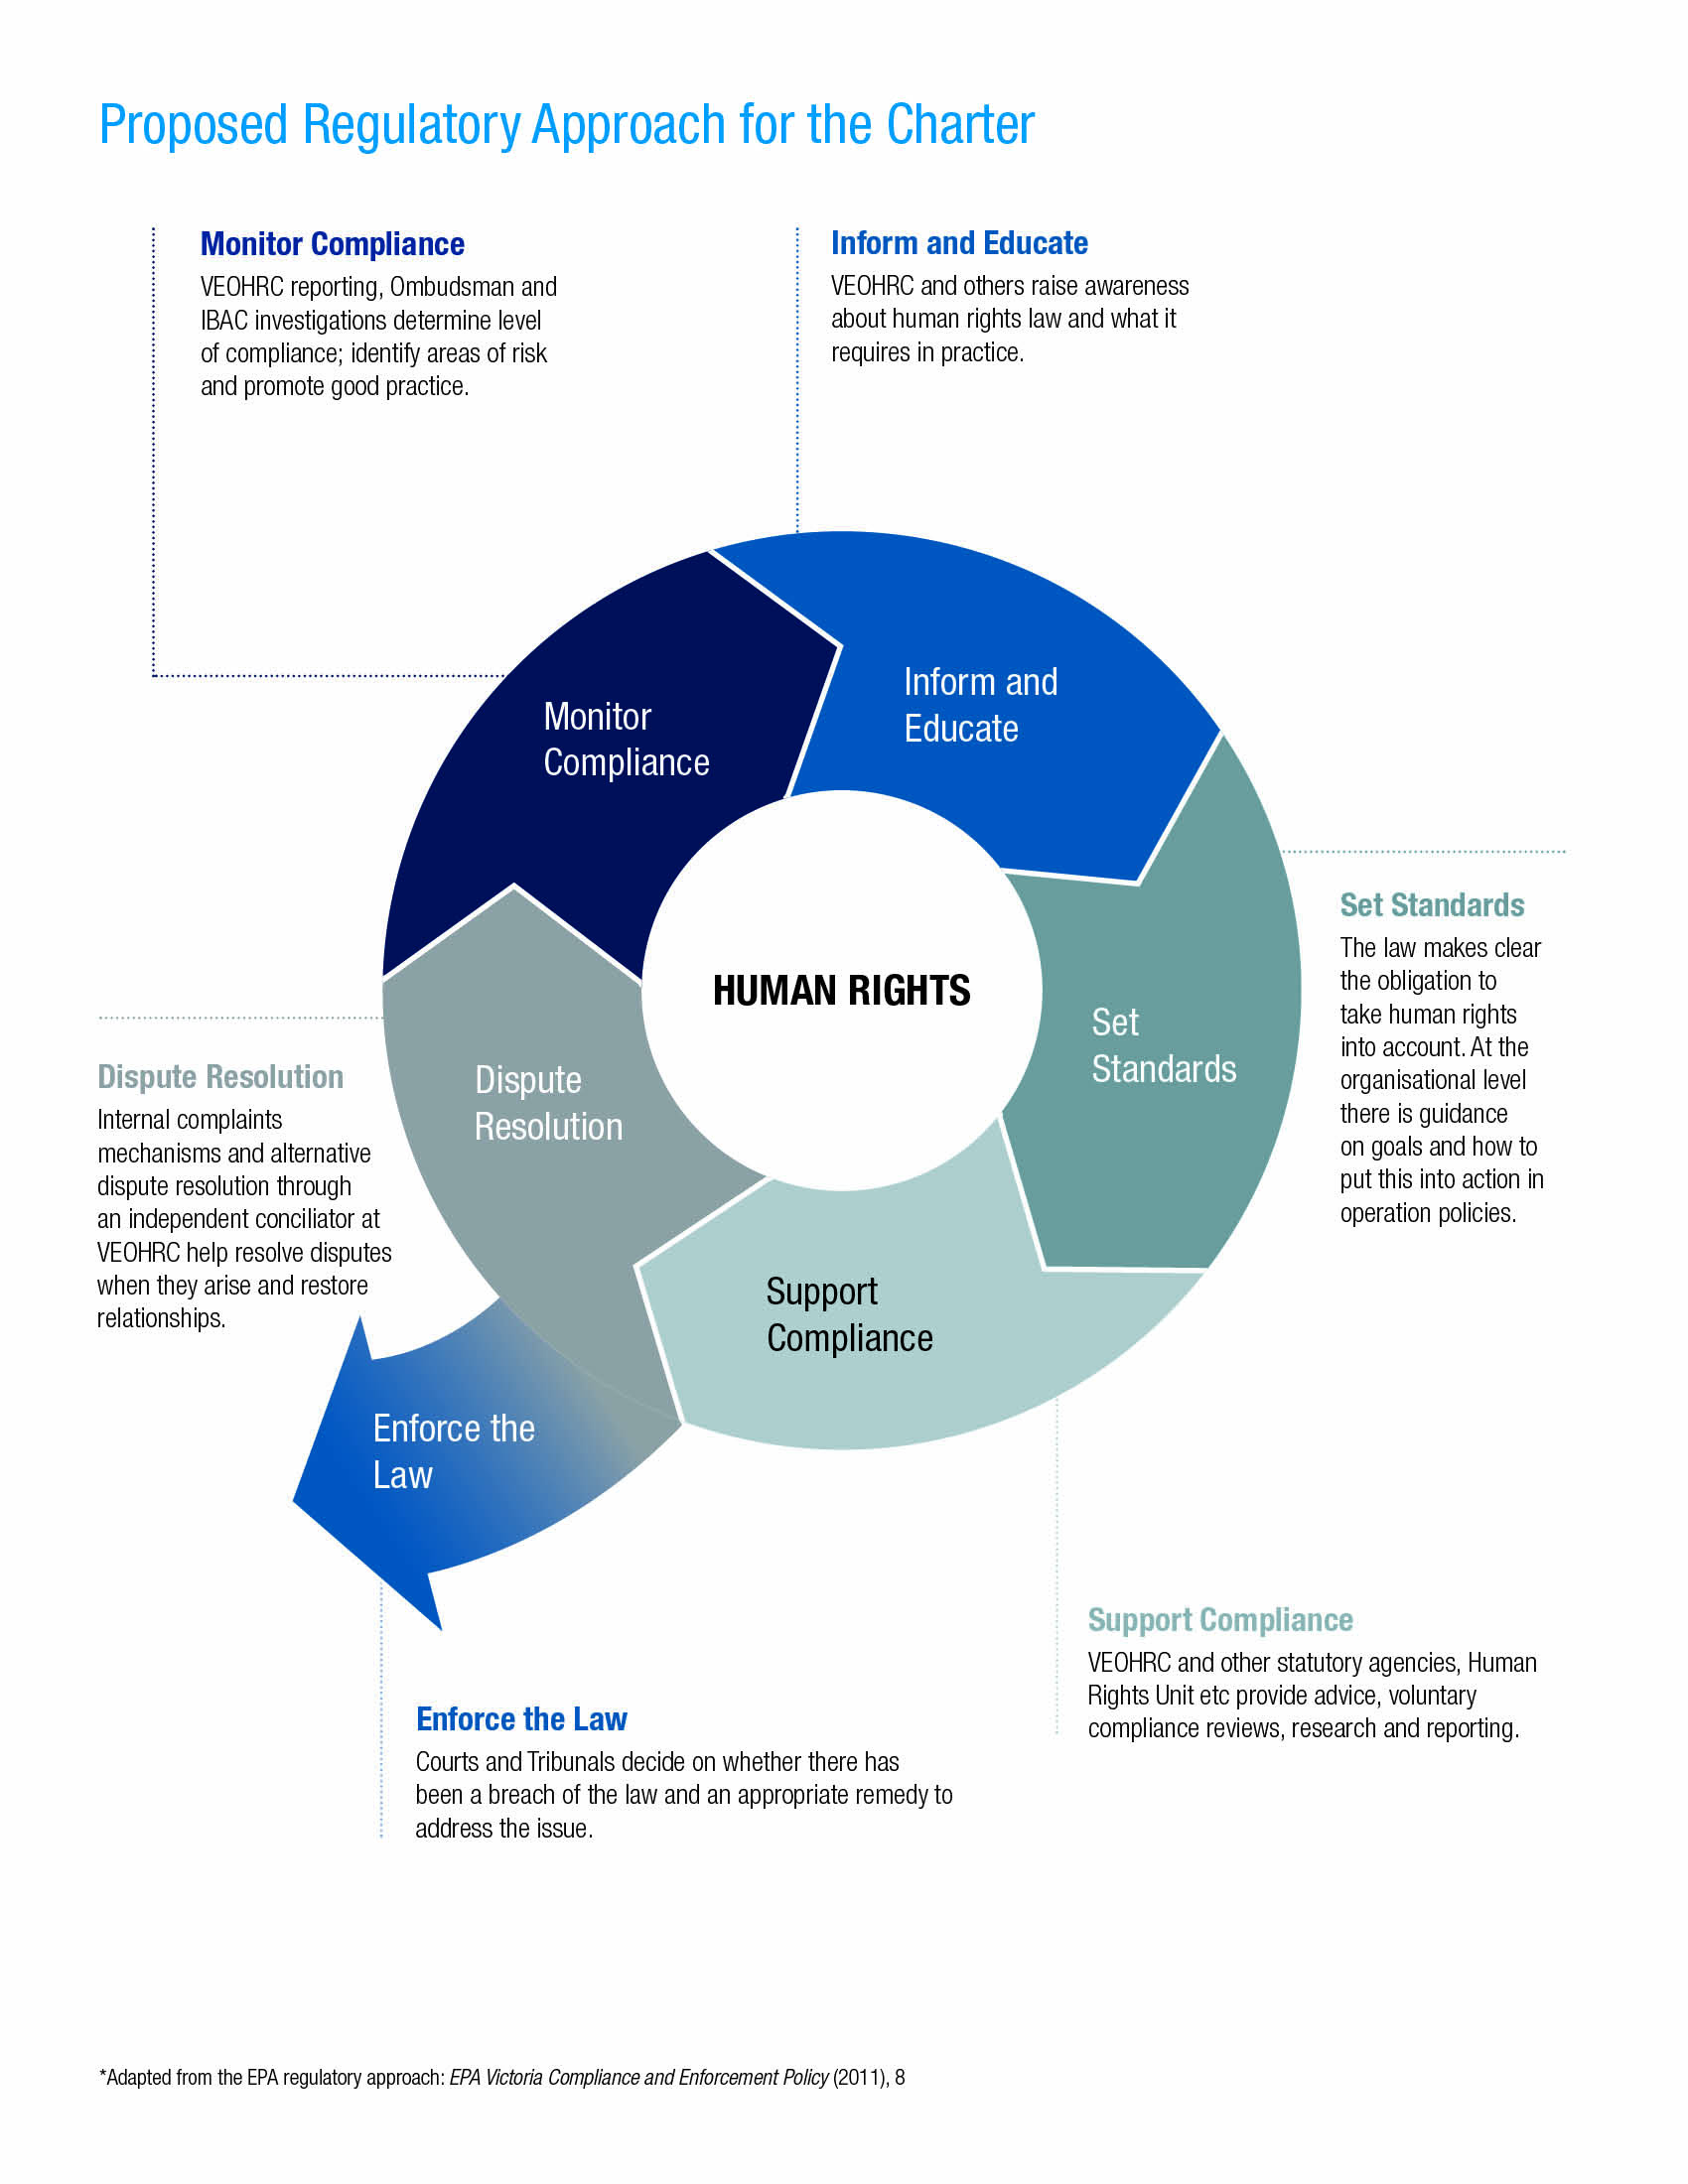 Proposed Regulatory Approach for the Charter
Monitor Compliance
VEOHRC reporting, Ombudsman and
IBAC investigations determine level
of compliance; identify areas of risk
and promote good practice.
Inform and Educate
VEOHRC and others raise awareness
about human rights law and what it
requires in practice.
Inform and
Educate
Monitor
Compliance
HUMAN RIGHTS
Set
Standards
Set Standards
The law makes clear
the obligation to
take human rights
into account. At the
organisational level
there is guidance
on goals and how to
put this into action in
operation policies.
Dispute
Resolution
Dispute Resolution
Internal complaints
mechanisms and alternative
dispute resolution through
an independent conciliator at
VEOHRC help resolve disputes
when they arise and restore
relationships.
Support
Compliance
Enforce the
Law
Support Compliance
VEOHRC and other statutory agencies, Human
Rights Unit etc provide advice, voluntary
compliance reviews, research and reporting.
Enforce the Law
Courts and Tribunals decide on whether there has
been a breach of the law and an appropriate remedy to
address the issue.
*Adapted from the EPA regulatory approach: EPA Victoria Compliance and Enforcement Policy (2011), 8